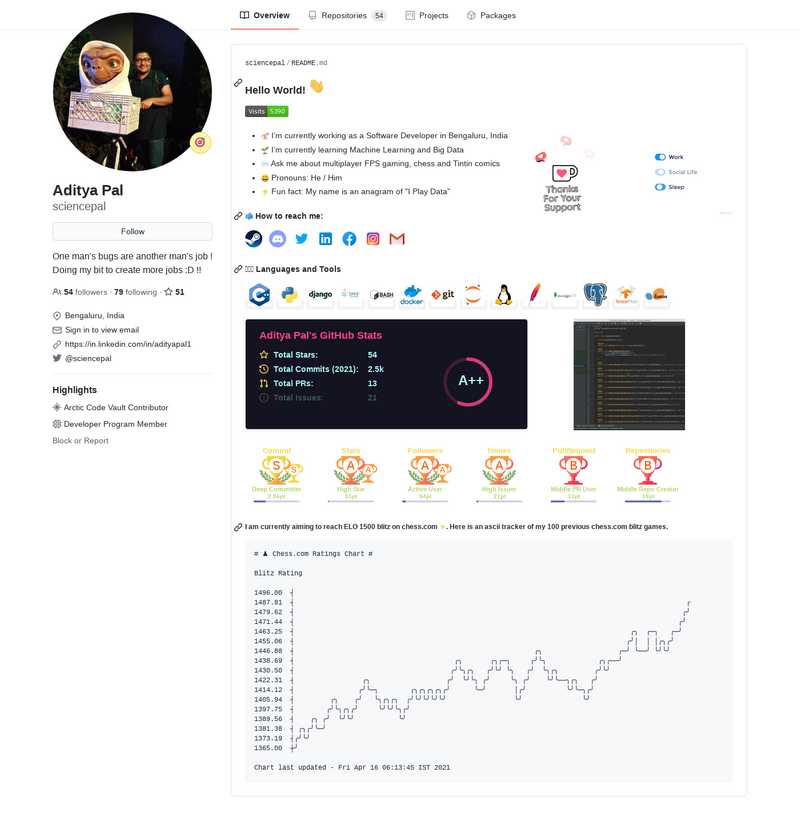 Overview
Repositories 54
Projects
Packages
Aditya Pal
sciencepal
Follow
One man's bugs are another man's job !
Doing my bit to create more jobs :D !!
54 followers · 79 following · 51
Bengaluru, India
Sign in to view email
https://in.linkedin.com/in/adityapal1
@sciencepal
Highlights
Arctic Code Vault Contributor
Developer Program Member
Block or Report
sciencepal / README.md
Hello World! 👋
Visits 5390
I'm currently working as a Software Developer in Bengaluru, India
🌱 I'm currently learning Machine Learning and Big Data
Ask me about multiplayer FPS gaming, chess and Tintin comics
😄 Pronouns: He / Him
⚡ Fun fact: My name is an anagram of "I Play Data"
Thanks
For Your
Support
Work
Social Life
Sleep
How to reach me:
Languages and Tools
django
BASH
docker
git
Aditya Pal's GitHub Stats
Total Stars: 54
Total Commits (2021): 2.5k
Total PRs: 13
Total Issues: 21
A++
Commit
S
S
Deep Committer
Stars
A
A
High Star
Followers
A
A
Active User
Issues
A
A
High Issuer
PullRequest
B
Middle PR User
Repositories
B
Middle Repo Creator
I am currently aiming to reach ELO 1500 blitz on chess.com ⚡. Here is an ascii tracker of my 100 previous chess.com blitz games.
# ♟ Chess.com Ratings Chart #
Blitz Rating
1496.00
1487.81
1479.62
1471.44
1463.25
1455.06
1446.88
1438.69
1430.50
1422.31
1414.12
1405.94
1397.75
1389.56
1381.38
1373.19
1365.00
Chart last updated - Fri Apr 16 06:13:45 IST 2021